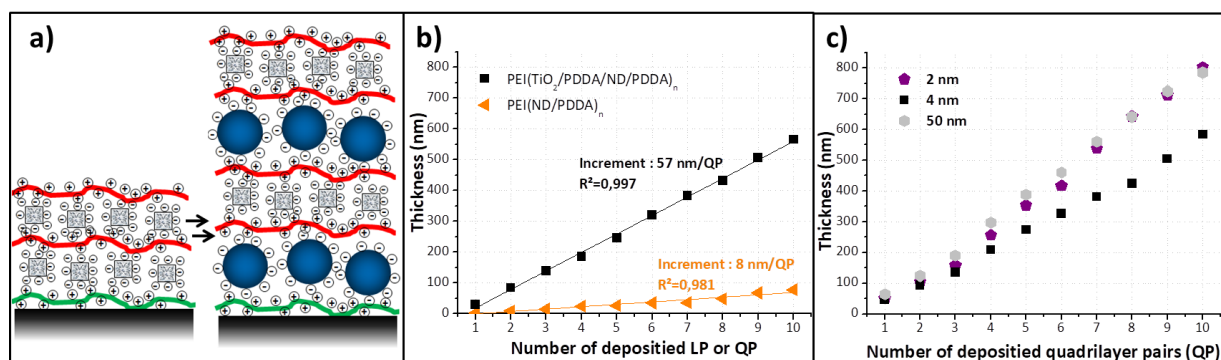 a)
b)
Thickness (nm)
800
700
600
500
400
300
200
100
0
PEI(TiO₂/PDDA/ND/PDDA)ₙ
PEI(ND/PDDA)ₙ
Increment : 57 nm/QP
R²=0,997
Increment : 8 nm/QP
R²=0,981
1 2 3 4 5 6 7 8 9 10
Number of depositied LP or QP
c)
Thickness (nm)
800
700
600
500
400
300
200
100
0
2 nm
4 nm
50 nm
1 2 3 4 5 6 7 8 9 10
Number of depositied quadrilayer pairs (QP)